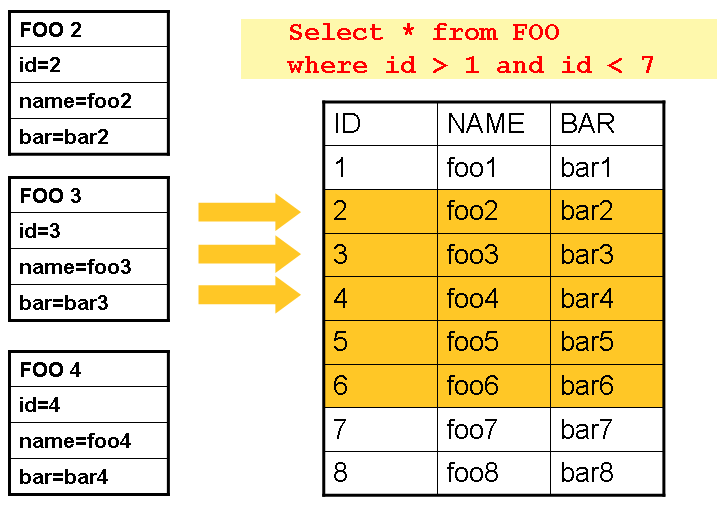 FOO 2
id=2
name=foo2
bar=bar2
FOO 3
id=3
name=foo3
bar=bar3
FOO 4
id=4
name=foo4
bar=bar4
Select * from FOO
where id > 1 and id < 7
ID NAME BAR
1 foo1 bar1
2 foo2 bar2
3 foo3 bar3
4 foo4 bar4
5 foo5 bar5
6 foo6 bar6
7 foo7 bar7
8 foo8 bar8